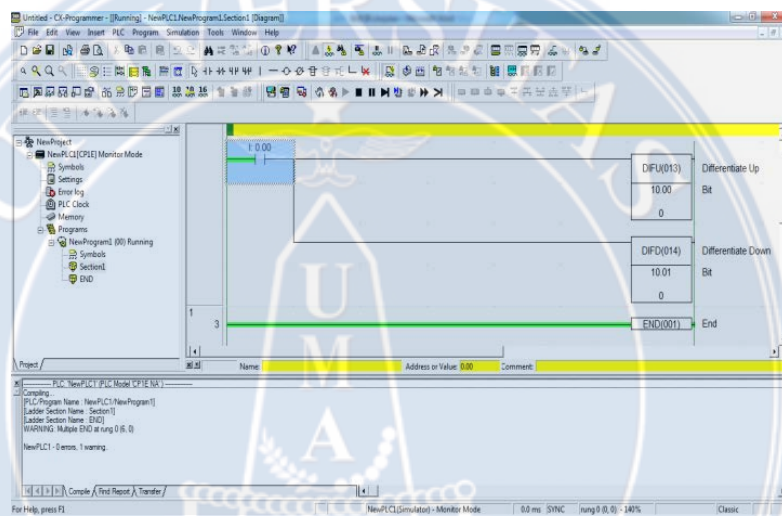 Untitled - CX-Programmer - [[Running] - NewPLC1.NewProgram1.Section1 [Diagram]]
File Edit View Insert PLC Program Simulation Tools Window Help
NewProject
NewPLC1[CP1E] Monitor Mode
Symbols
Settings
Error log
PLC Clock
Memory
Programs
NewProgram1 (00) Running
Symbols
Section1
END
Project
I: 0.00
DIFU(013)
Differentiate Up
10.00
Bit
0
DIFD(014)
Differentiate Down
10.01
Bit
0
1
3
END(001)
End
Name:
Address or Value: 0.00
Comment:
UMA
---------- PLC: 'NewPLC1' (PLC Model 'CP1E NA') ----------
Compiling...
[PLC/Program Name : NewPLC1/NewProgram1]
[Ladder Section Name : Section1]
[Ladder Section Name : END]
WARNING: Multiple END at rung 0 (6, 0)
NewPLC1 - 0 errors, 1 warning.
Compile Find Report Transfer
For Help, press F1
NewPLC1(Simulator) - Monitor Mode
0.0 ms
SYNC
rung 0 (0, 0) - 140%
Classic